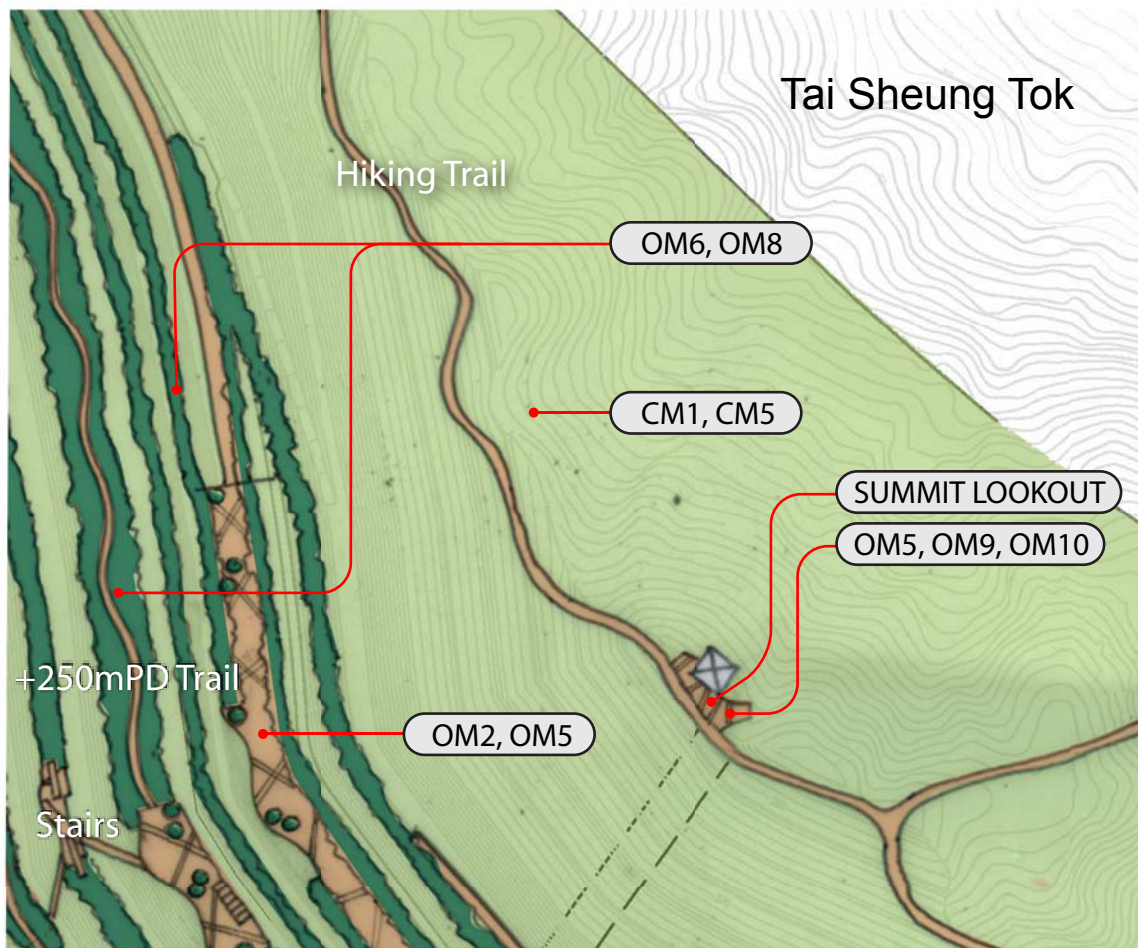 Tai Sheung Tok
Hiking Trail
OM6, OM8
CM1, CM5
SUMMIT LOOKOUT
OM5, OM9, OM10
+250mPD Trail
OM2, OM5
Stairs